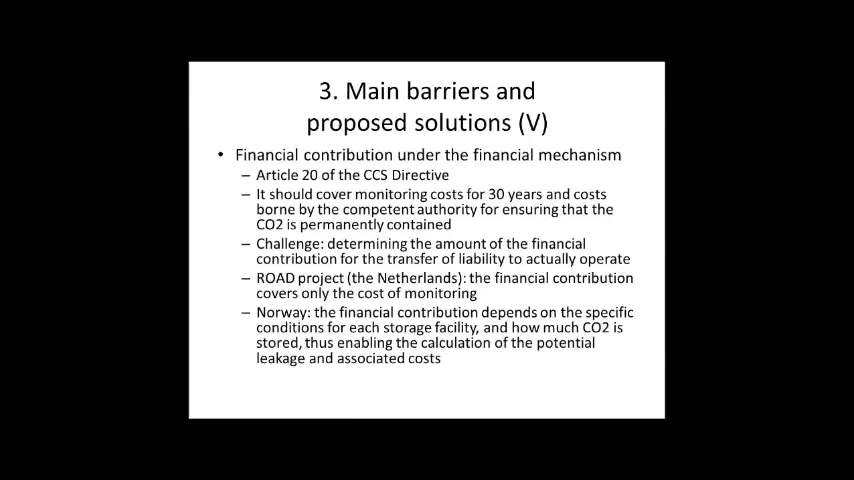 3. Main barriers and
proposed solutions (V)
• Financial contribution under the financial mechanism
– Article 20 of the CCS Directive
– It should cover monitoring costs for 30 years and costs
borne by the competent authority for ensuring that the
CO2 is permanently contained
– Challenge: determining the amount of the financial
contribution for the transfer of liability to actually operate
– ROAD project (the Netherlands): the financial contribution
covers only the cost of monitoring
– Norway: the financial contribution depends on the specific
conditions for each storage facility, and how much CO2 is
stored, thus enabling the calculation of the potential
leakage and associated costs